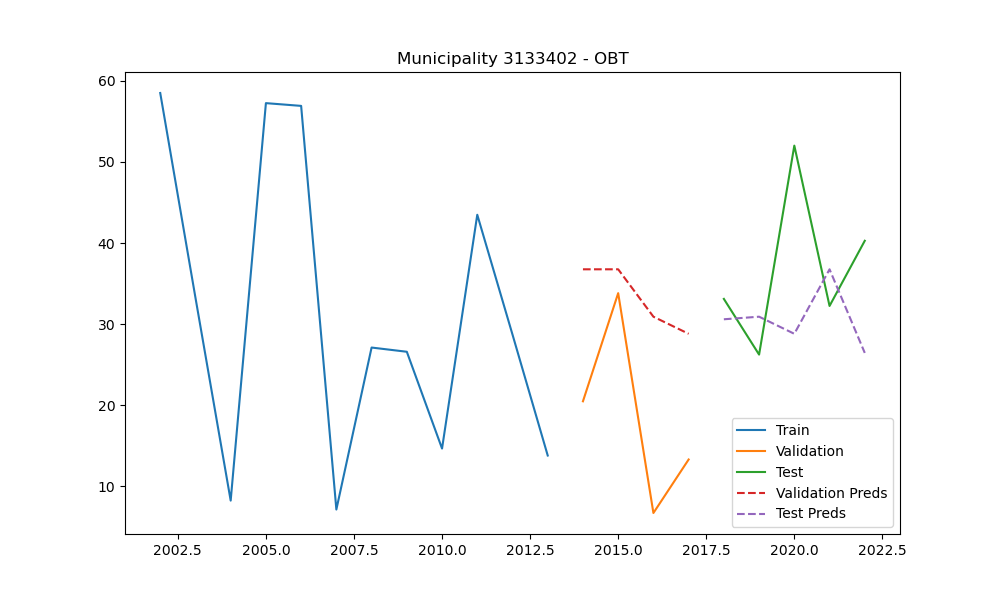 Municipality 3133402 - OBT
60
50
40
30
20
10
2002.5 2005.0 2007.5 2010.0 2012.5 2015.0 2017.5 2020.0 2022.5
Train
Validation
Test
Validation Preds
Test Preds